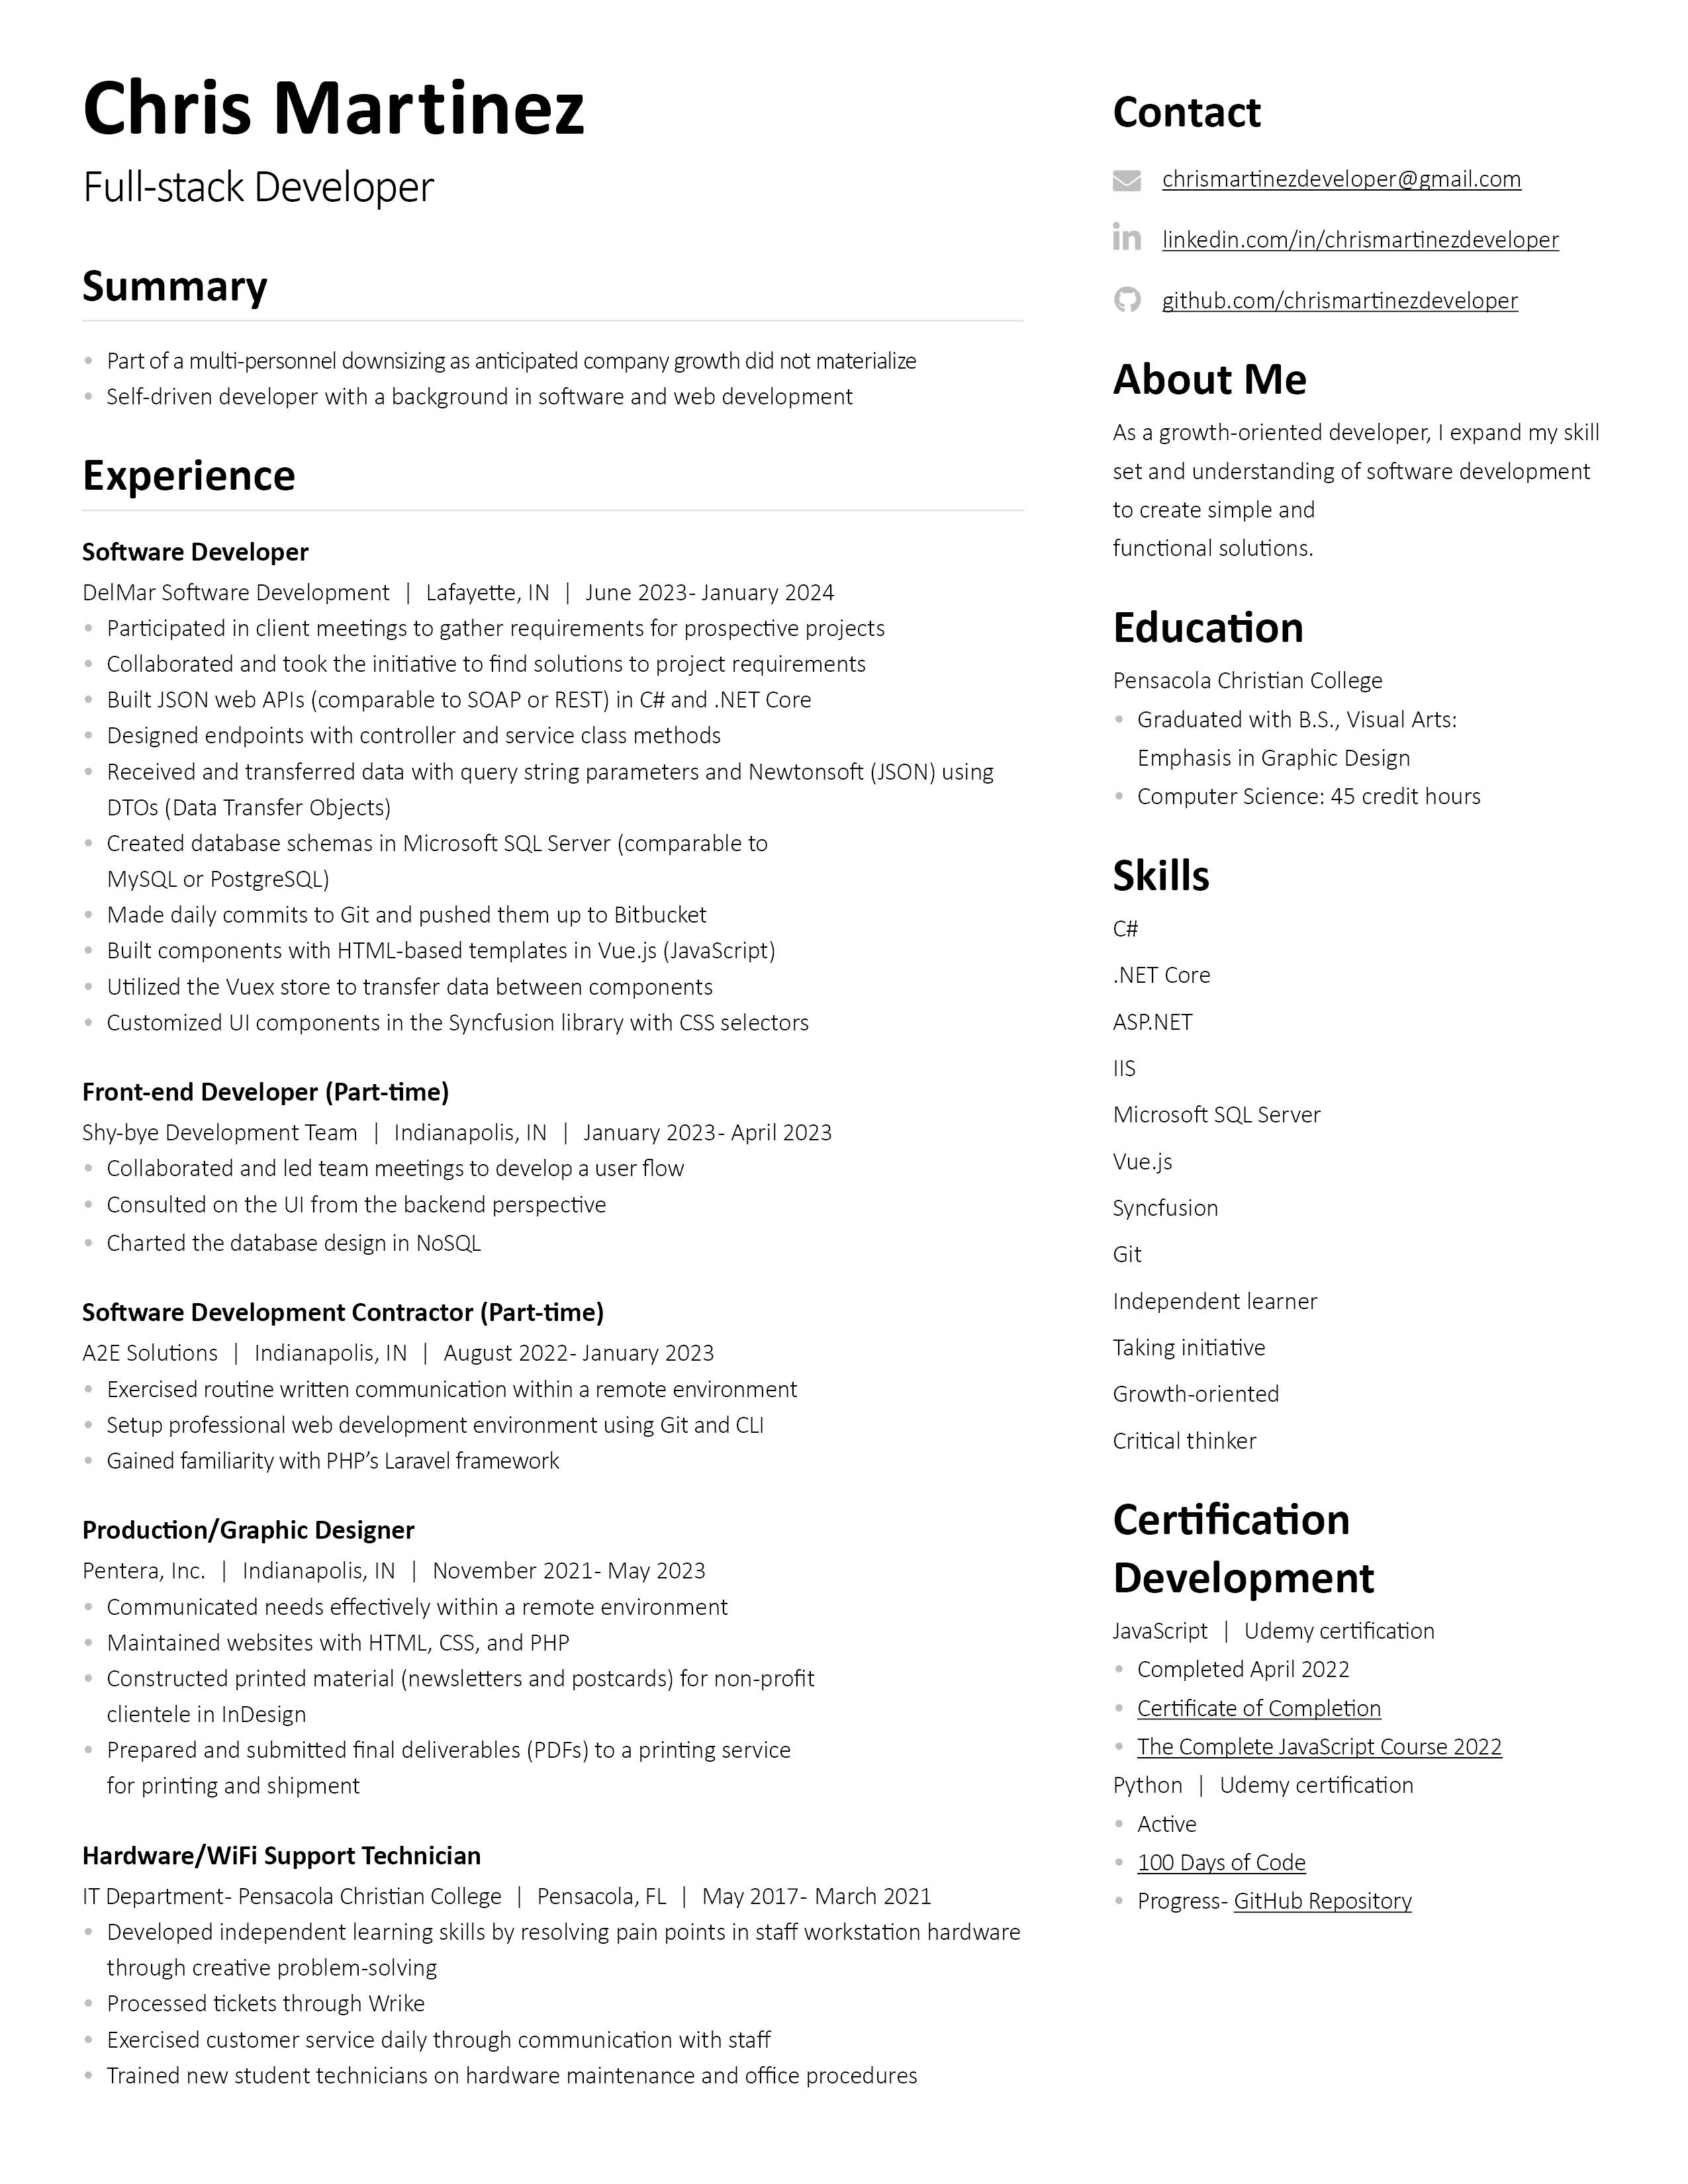 Chris Martinez
Full-stack Developer
Summary
• Part of a multi-personnel downsizing as anticipated company growth did not materialize
• Self-driven developer with a background in software and web development
Experience
Software Developer
DelMar Software Development | Lafayette, IN | June 2023- January 2024
• Participated in client meetings to gather requirements for prospective projects
• Collaborated and took the initiative to find solutions to project requirements
• Built JSON web APIs (comparable to SOAP or REST) in C# and .NET Core
• Designed endpoints with controller and service class methods
• Received and transferred data with query string parameters and Newtonsoft (JSON) using
DTOs (Data Transfer Objects)
• Created database schemas in Microsoft SQL Server (comparable to
MySQL or PostgreSQL)
• Made daily commits to Git and pushed them up to Bitbucket
• Built components with HTML-based templates in Vue.js (JavaScript)
• Utilized the Vuex store to transfer data between components
• Customized UI components in the Syncfusion library with CSS selectors
Front-end Developer (Part-time)
Shy-bye Development Team | Indianapolis, IN | January 2023- April 2023
• Collaborated and led team meetings to develop a user flow
• Consulted on the UI from the backend perspective
• Charted the database design in NoSQL
Software Development Contractor (Part-time)
A2E Solutions | Indianapolis, IN | August 2022- January 2023
• Exercised routine written communication within a remote environment
• Setup professional web development environment using Git and CLI
• Gained familiarity with PHP’s Laravel framework
Production/Graphic Designer
Pentera, Inc. | Indianapolis, IN | November 2021- May 2023
• Communicated needs effectively within a remote environment
• Maintained websites with HTML, CSS, and PHP
• Constructed printed material (newsletters and postcards) for non-profit
clientele in InDesign
• Prepared and submitted final deliverables (PDFs) to a printing service
for printing and shipment
Hardware/WiFi Support Technician
IT Department- Pensacola Christian College | Pensacola, FL | May 2017- March 2021
• Developed independent learning skills by resolving pain points in staff workstation hardware
through creative problem-solving
• Processed tickets through Wrike
• Exercised customer service daily through communication with staff
• Trained new student technicians on hardware maintenance and office procedures
Contact
chrismartinezdeveloper@gmail.com
linkedin.com/in/chrismartinezdeveloper
github.com/chrismartinezdeveloper
About Me
As a growth-oriented developer, I expand my skill
set and understanding of software development
to create simple and
functional solutions.
Education
Pensacola Christian College
• Graduated with B.S., Visual Arts:
Emphasis in Graphic Design
• Computer Science: 45 credit hours
Skills
C#
.NET Core
ASP.NET
IIS
Microsoft SQL Server
Vue.js
Syncfusion
Git
Independent learner
Taking initiative
Growth-oriented
Critical thinker
Certification
Development
JavaScript | Udemy certification
• Completed April 2022
• Certificate of Completion
• The Complete JavaScript Course 2022
Python | Udemy certification
• Active
• 100 Days of Code
• Progress- GitHub Repository